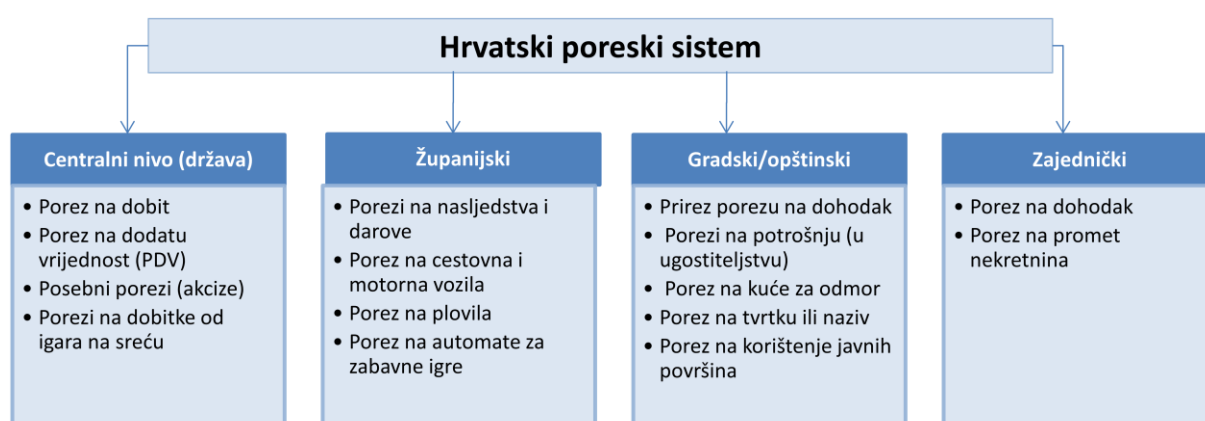 Hrvatski poreski sistem
Centralni nivo (država)
• Porez na dobit
• Porez na dodatu
vrijednost (PDV)
• Posebni porezi (akcize)
• Porezi na dobitke od
igara na sreću
Županijski
• Porezi na nasljedstva i
darove
• Porez na cestovna i
motorna vozila
• Porez na plovila
• Porez na automate za
zabavne igre
Gradski/opštinski
• Prirez porezu na dohodak
• Porezi na potrošnju (u
ugostiteljstvu)
• Porez na kuće za odmor
• Porez na tvrtku ili naziv
• Porez na korištenje javnih
površina
Zajednički
• Porez na dohodak
• Porez na promet
nekretnina